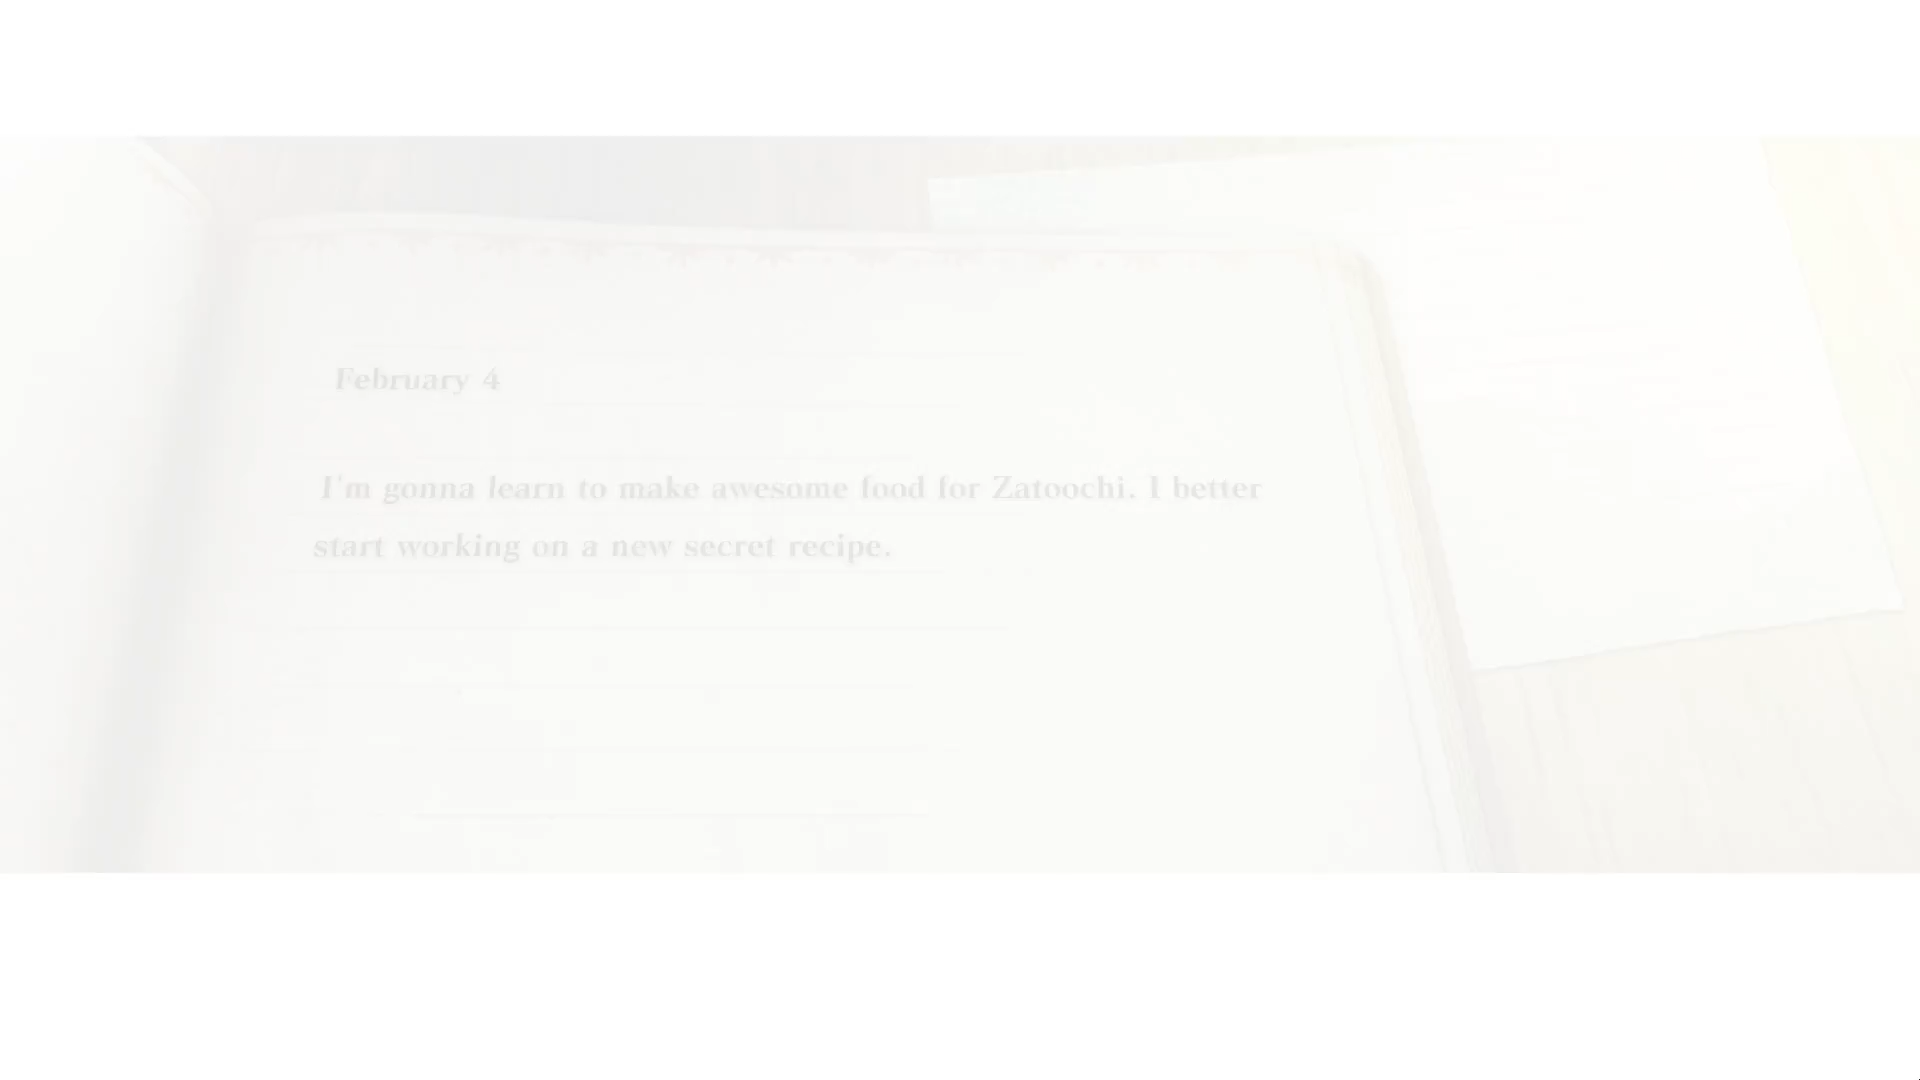 February 4
I'm gonna learn to make awesome food for Zatoochi. I better
start working on a new secret recipe.